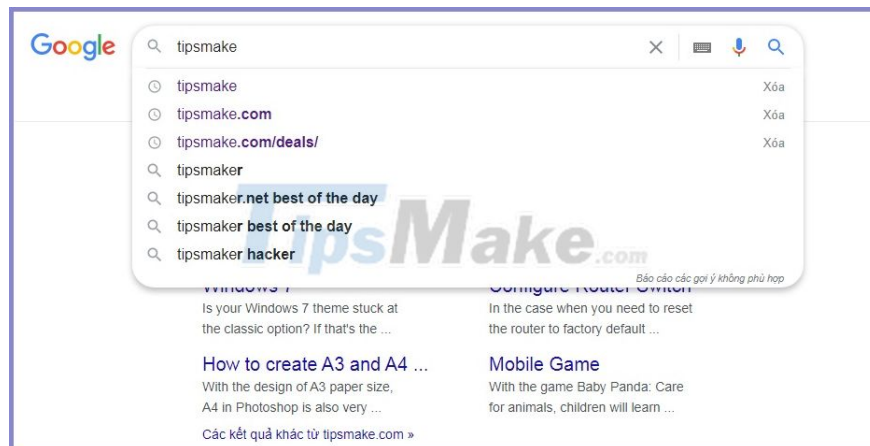 Google
tipsmake
tipsmake Xóa
tipsmake.com Xóa
tipsmake.com/deals/ Xóa
tipsmaker
tipsmaker.net best of the day
tipsmaker best of the day
tipsmaker hacker
TipsMake.com
Báo cáo các gợi ý không phù hợp
Windows 7
Is your Windows 7 theme stuck at
the classic option? If that's the ...
Configure Router Switch
In the case when you need to reset
the router to factory default ...
How to create A3 and A4 ...
With the design of A3 paper size,
A4 in Photoshop is also very ...
Mobile Game
With the game Baby Panda: Care
for animals, children will learn ...
Các kết quả khác từ tipsmake.com »